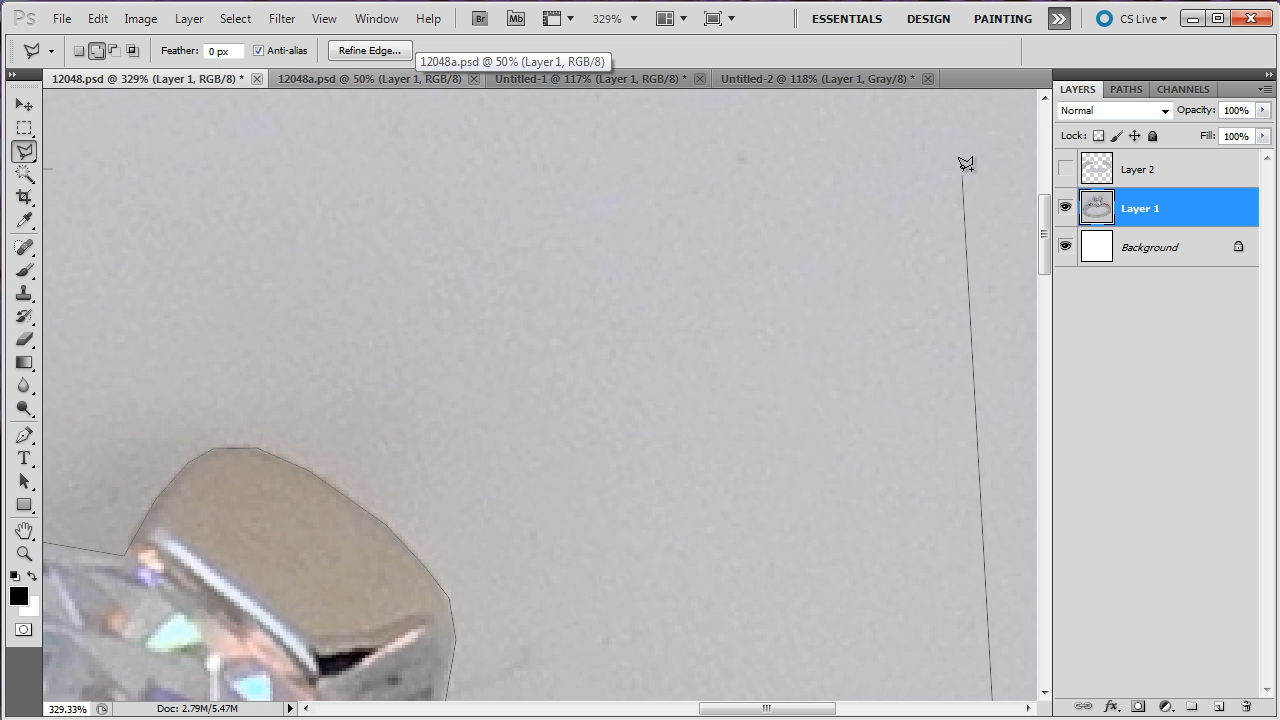 Ps File Edit Image Layer Select Filter View Window Help Br Mb 329% ESSENTIALS DESIGN PAINTING CS Live
Feather: 0 px Anti-alias Refine Edge...
12048a.psd @ 50% (Layer 1, RGB/8)
12048.psd @ 329% (Layer 1, RGB/8) * 12048a.psd @ 50% (Layer 1, RGB/8) Untitled-1 @ 117% (Layer 1, RGB/8) * Untitled-2 @ 118% (Layer 1, Gray/8) *
LAYERS PATHS CHANNELS
Normal Opacity: 100%
Lock: Fill: 100%
Layer 2
Layer 1
Background
T
fx
329.33% Doc: 2.79M/5.47M